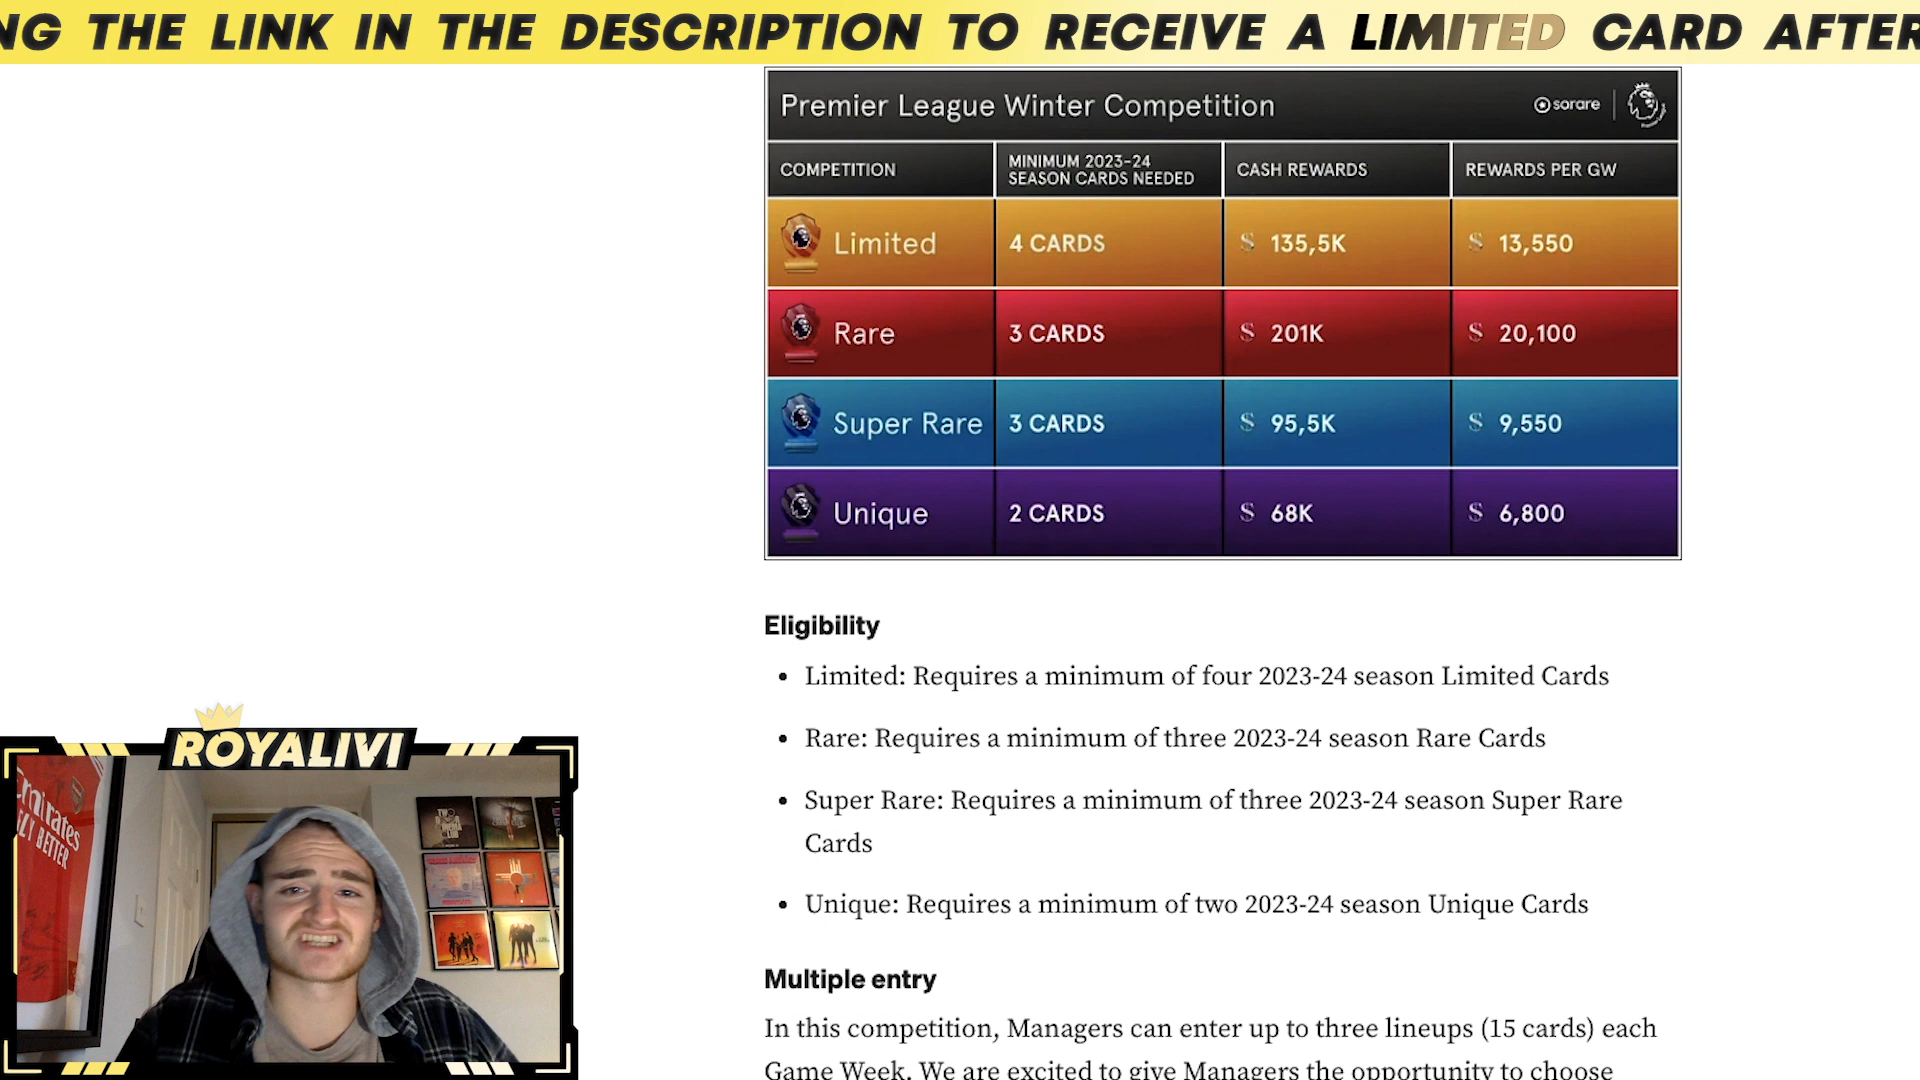 NG THE LINK IN THE DESCRIPTION TO RECEIVE A LIMITED CARD AFTER
Premier League Winter Competition
sorare
COMPETITION
MINIMUM 2023-24
SEASON CARDS NEEDED
CASH REWARDS
REWARDS PER GW
Limited
4 CARDS
$ 135,5K
$ 13,550
Rare
3 CARDS
$ 201K
$ 20,100
Super Rare
3 CARDS
$ 95,5K
$ 9,550
Unique
2 CARDS
$ 68K
$ 6,800
Eligibility
• Limited: Requires a minimum of four 2023-24 season Limited Cards
• Rare: Requires a minimum of three 2023-24 season Rare Cards
• Super Rare: Requires a minimum of three 2023-24 season Super Rare
Cards
• Unique: Requires a minimum of two 2023-24 season Unique Cards
Multiple entry
In this competition, Managers can enter up to three lineups (15 cards) each
Game Week. We are excited to give Managers the opportunity to choose
ROYALIVI
Emirates
FLY BETTER